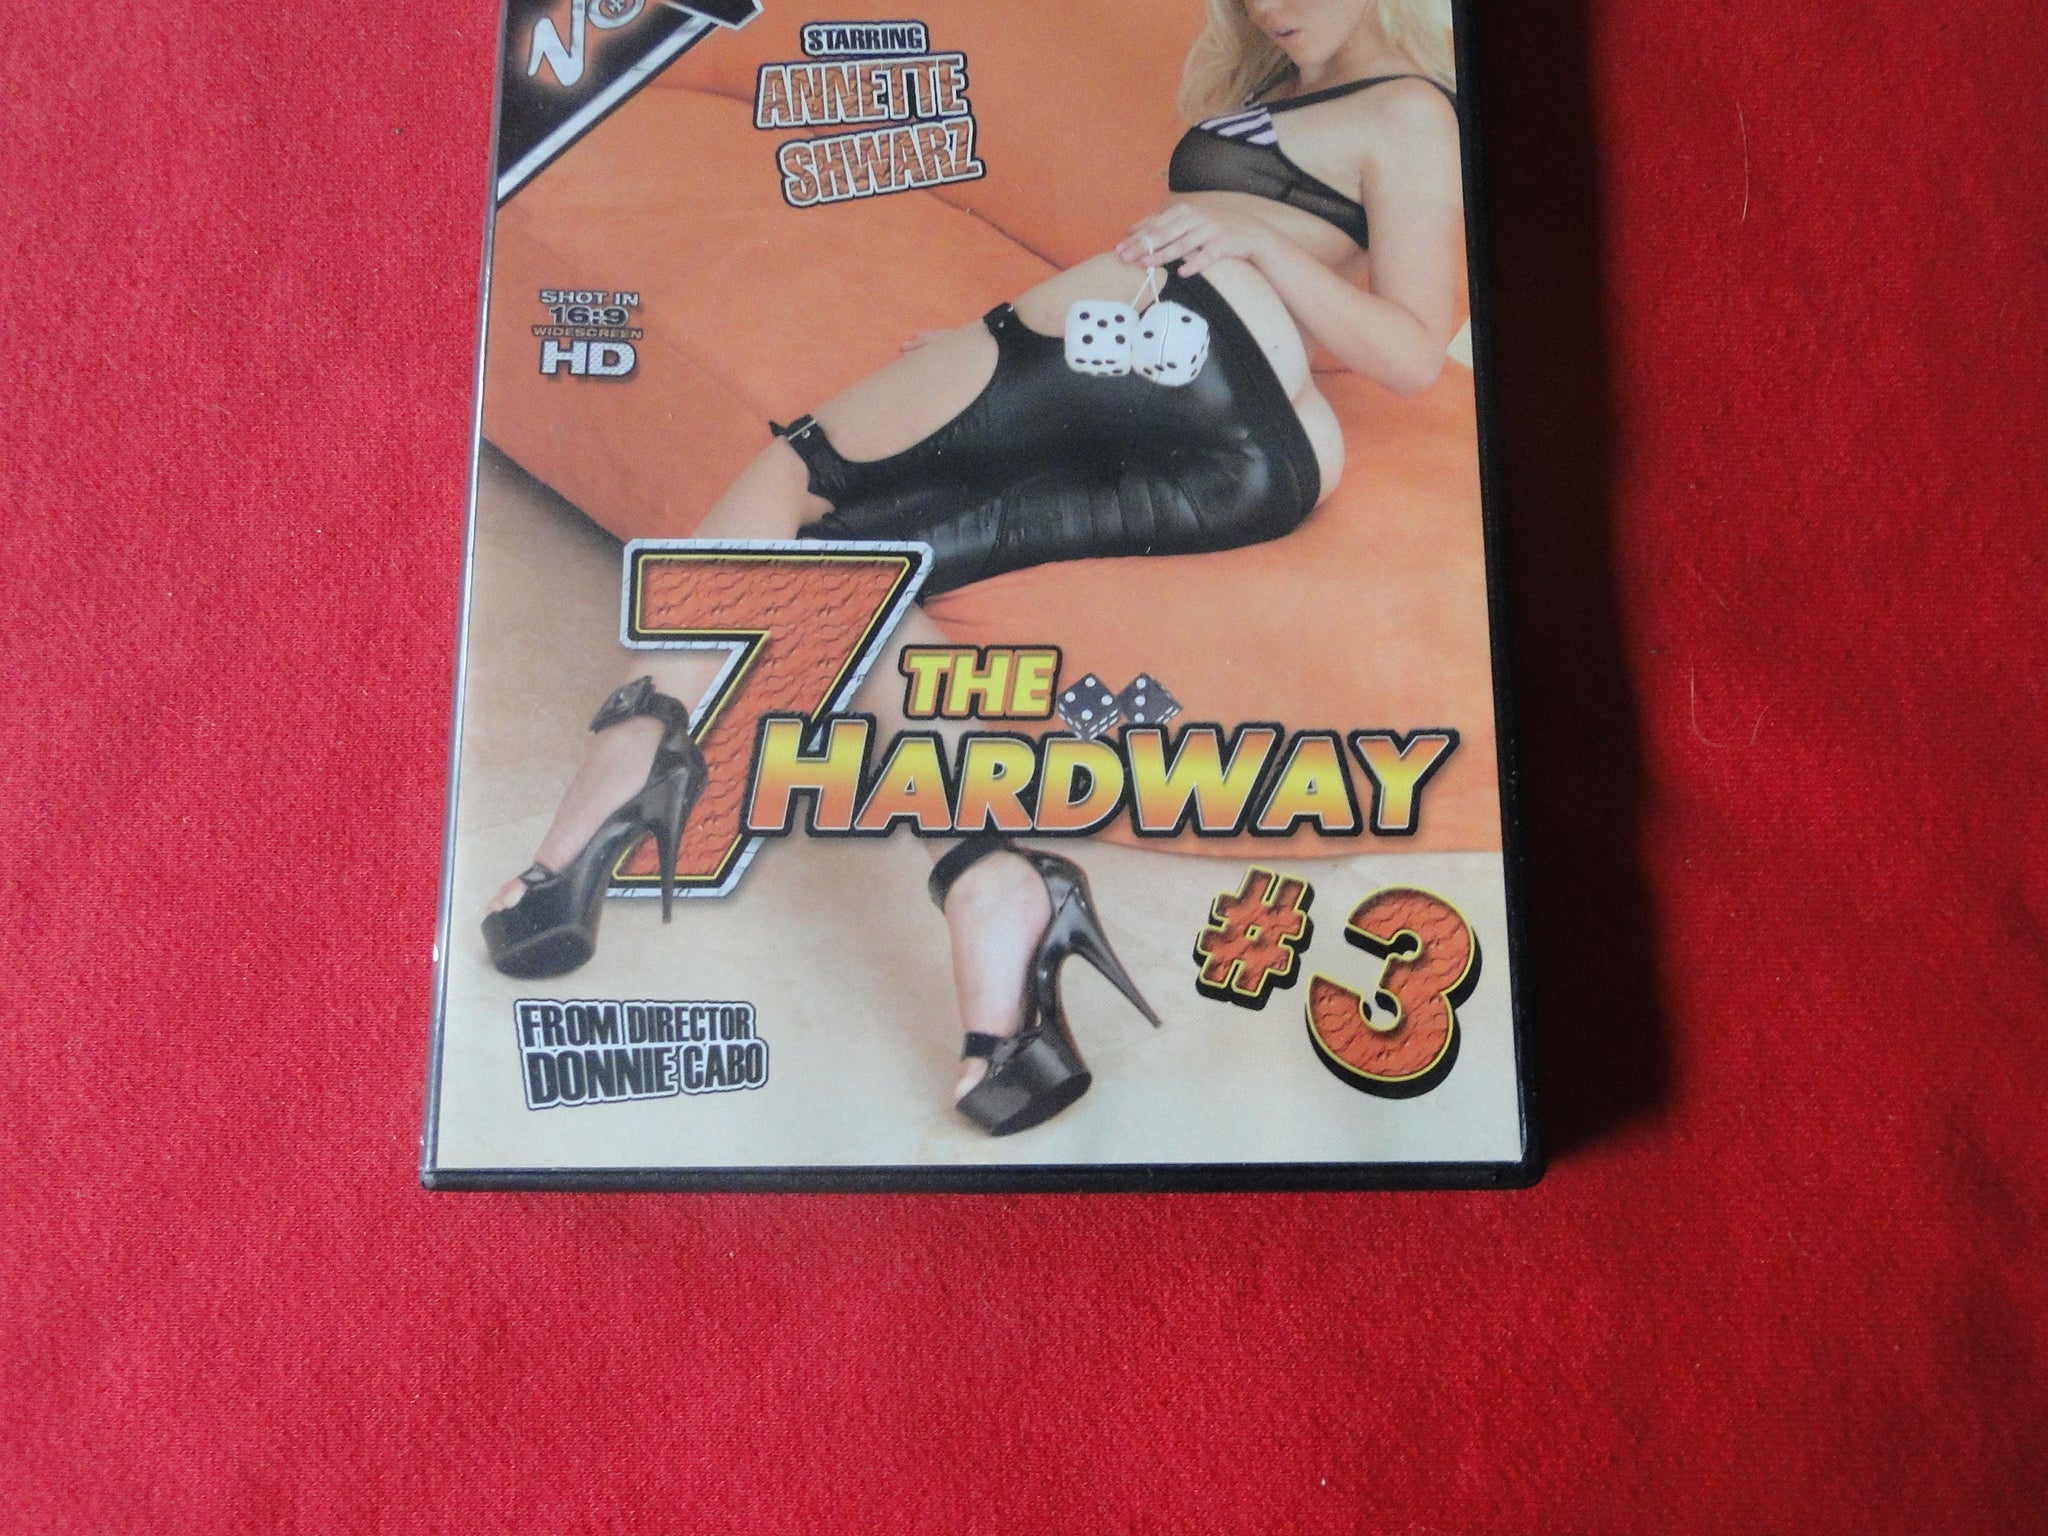 STARRING
ANNETTE
SHWARZ
SHOT IN
16:9
WIDESCREEN
HD
7 THE
HARDWAY
#3
FROM DIRECTOR
DONNIE CABO